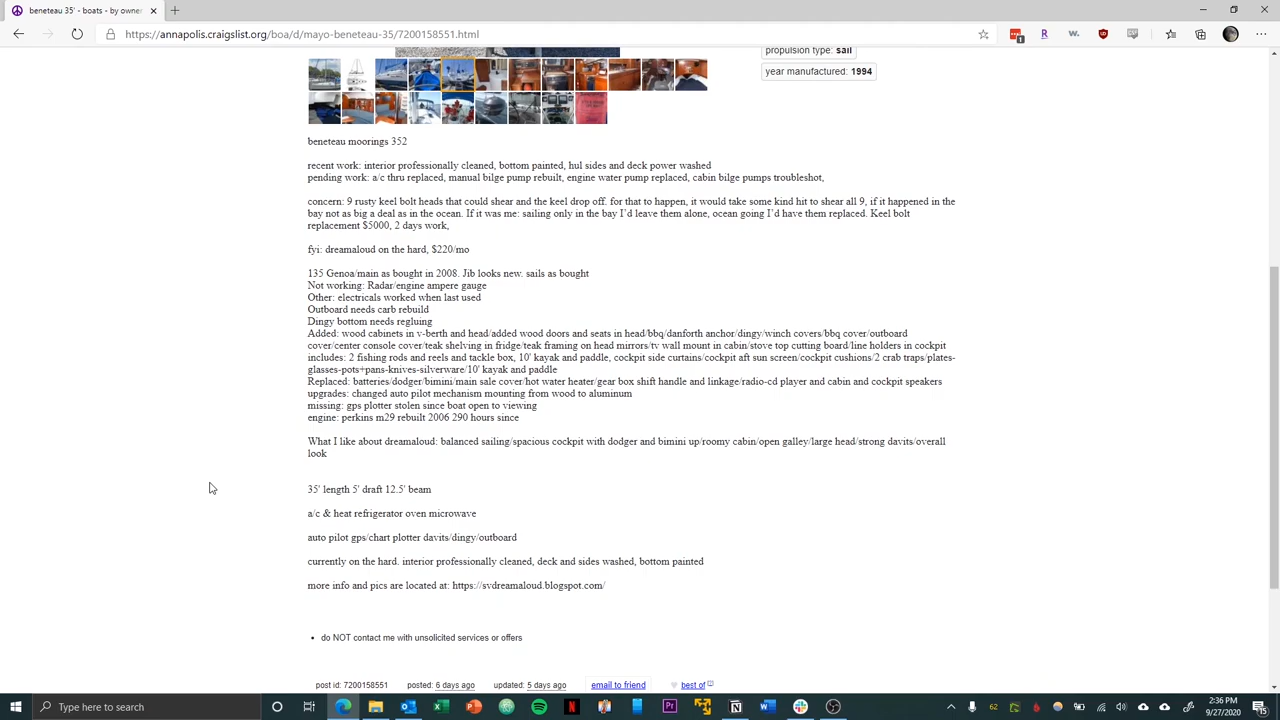 beneteau 35' - boats - by owner
https://annapolis.craigslist.org/boa/d/mayo-beneteau-35/7200158551.html
propulsion type: sail
year manufactured: 1994
beneteau moorings 352
recent work: interior professionally cleaned, bottom painted, hul sides and deck power washed
pending work: a/c thru replaced, manual bilge pump rebuilt, engine water pump replaced, cabin bilge pumps troubleshot,
concern: 9 rusty keel bolt heads that could shear and the keel drop off. for that to happen, it would take some kind hit to shear all 9, if it happened in the
bay not as big a deal as in the ocean. If it was me: sailing only in the bay I'd leave them alone, ocean going I'd have them replaced. Keel bolt
replacement $5000, 2 days work,
fyi: dreamaloud on the hard, $220/mo
135 Genoa/main as bought in 2008. Jib looks new. sails as bought
Not working: Radar/engine ampere gauge
Other: electricals worked when last used
Outboard needs carb rebuild
Dingy bottom needs regluing
Added: wood cabinets in v-berth and head/added wood doors and seats in head/bbq/danforth anchor/dingy/winch covers/bbq cover/outboard
cover/center console cover/teak shelving in fridge/teak framing on head mirrors/tv wall mount in cabin/stove top cutting board/line holders in cockpit
includes: 2 fishing rods and reels and tackle box, 10' kayak and paddle, cockpit side curtains/cockpit aft sun screen/cockpit cushions/2 crab traps/plates-
glasses-pots+pans-knives-silverware/10' kayak and paddle
Replaced: batteries/dodger/bimini/main sale cover/hot water heater/gear box shift handle and linkage/radio-cd player and cabin and cockpit speakers
upgrades: changed auto pilot mechanism mounting from wood to aluminum
missing: gps plotter stolen since boat open to viewing
engine: perkins m29 rebuilt 2006 290 hours since
What I like about dreamaloud: balanced sailing/spacious cockpit with dodger and bimini up/roomy cabin/open galley/large head/strong davits/overall
look
35' length 5' draft 12.5' beam
a/c & heat refrigerator oven microwave
auto pilot gps/chart plotter davits/dingy/outboard
currently on the hard. interior professionally cleaned, deck and sides washed, bottom painted
more info and pics are located at: https://svdreamaloud.blogspot.com/
do NOT contact me with unsolicited services or offers
post id: 7200158551 posted: 6 days ago updated: 5 days ago email to friend best of
Type here to search
2:36 PM
9/27/2020